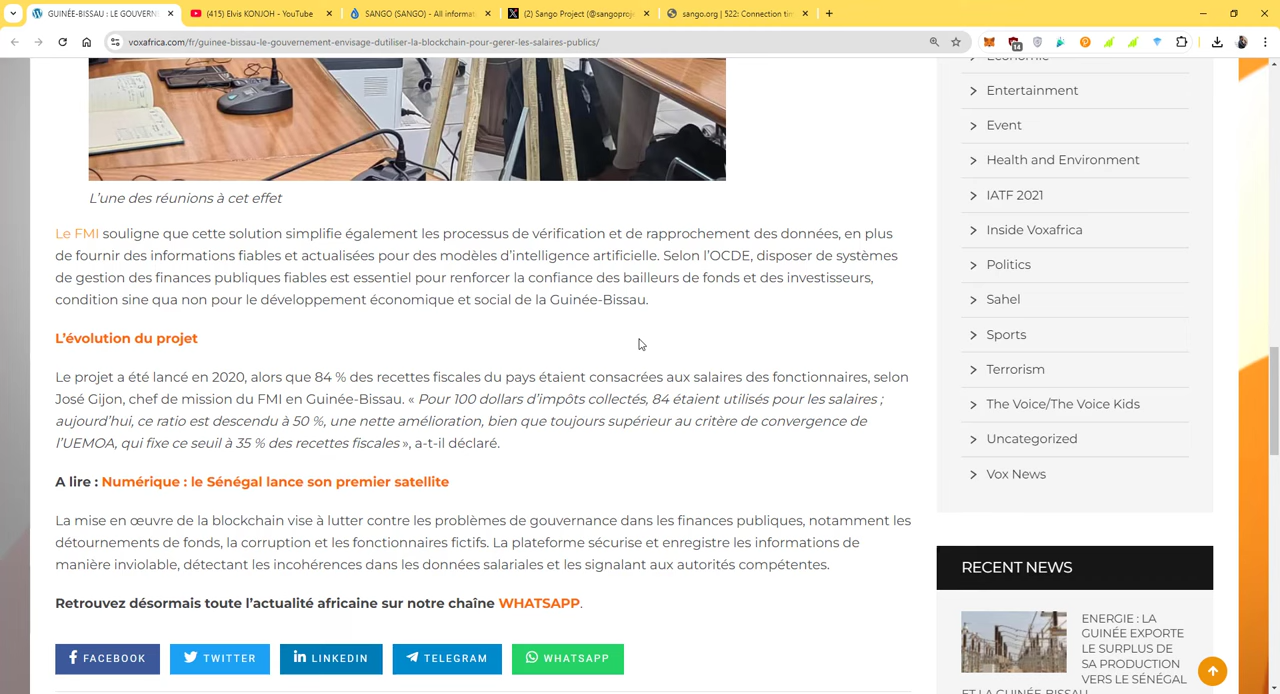 GUINÉE-BISSAU : LE GOUVERN
(415) Elvis KONJOH - YouTube
SANGO (SANGO) - All informat
(2) Sango Project (@sangoproje
sango.org | 522: Connection tim
voxafrica.com/fr/guinee-bissau-le-gouvernement-envisage-dutiliser-la-blockchain-pour-gerer-les-salaires-publics/
14
L’une des réunions à cet effet
Le FMI souligne que cette solution simplifie également les processus de vérification et de rapprochement des données, en plus
de fournir des informations fiables et actualisées pour des modèles d’intelligence artificielle. Selon l’OCDE, disposer de systèmes
de gestion des finances publiques fiables est essentiel pour renforcer la confiance des bailleurs de fonds et des investisseurs,
condition sine qua non pour le développement économique et social de la Guinée-Bissau.
L’évolution du projet
Le projet a été lancé en 2020, alors que 84 % des recettes fiscales du pays étaient consacrées aux salaires des fonctionnaires, selon
José Gijon, chef de mission du FMI en Guinée-Bissau. « Pour 100 dollars d’impôts collectés, 84 étaient utilisés pour les salaires ;
aujourd’hui, ce ratio est descendu à 50 %, une nette amélioration, bien que toujours supérieur au critère de convergence de
l’UEMOA, qui fixe ce seuil à 35 % des recettes fiscales », a-t-il déclaré.
A lire : Numérique : le Sénégal lance son premier satellite
La mise en œuvre de la blockchain vise à lutter contre les problèmes de gouvernance dans les finances publiques, notamment les
détournements de fonds, la corruption et les fonctionnaires fictifs. La plateforme sécurise et enregistre les informations de
manière inviolable, détectant les incohérences dans les données salariales et les signalant aux autorités compétentes.
Retrouvez désormais toute l’actualité africaine sur notre chaîne WHATSAPP.
FACEBOOK
TWITTER
LINKEDIN
TELEGRAM
WHATSAPP
Economic
Entertainment
Event
Health and Environment
IATF 2021
Inside Voxafrica
Politics
Sahel
Sports
Terrorism
The Voice/The Voice Kids
Uncategorized
Vox News
RECENT NEWS
ENERGIE : LA
GUINÉE EXPORTE
LE SURPLUS DE
SA PRODUCTION
VERS LE SÉNÉGAL
ET LA GUINÉE-BISSAU